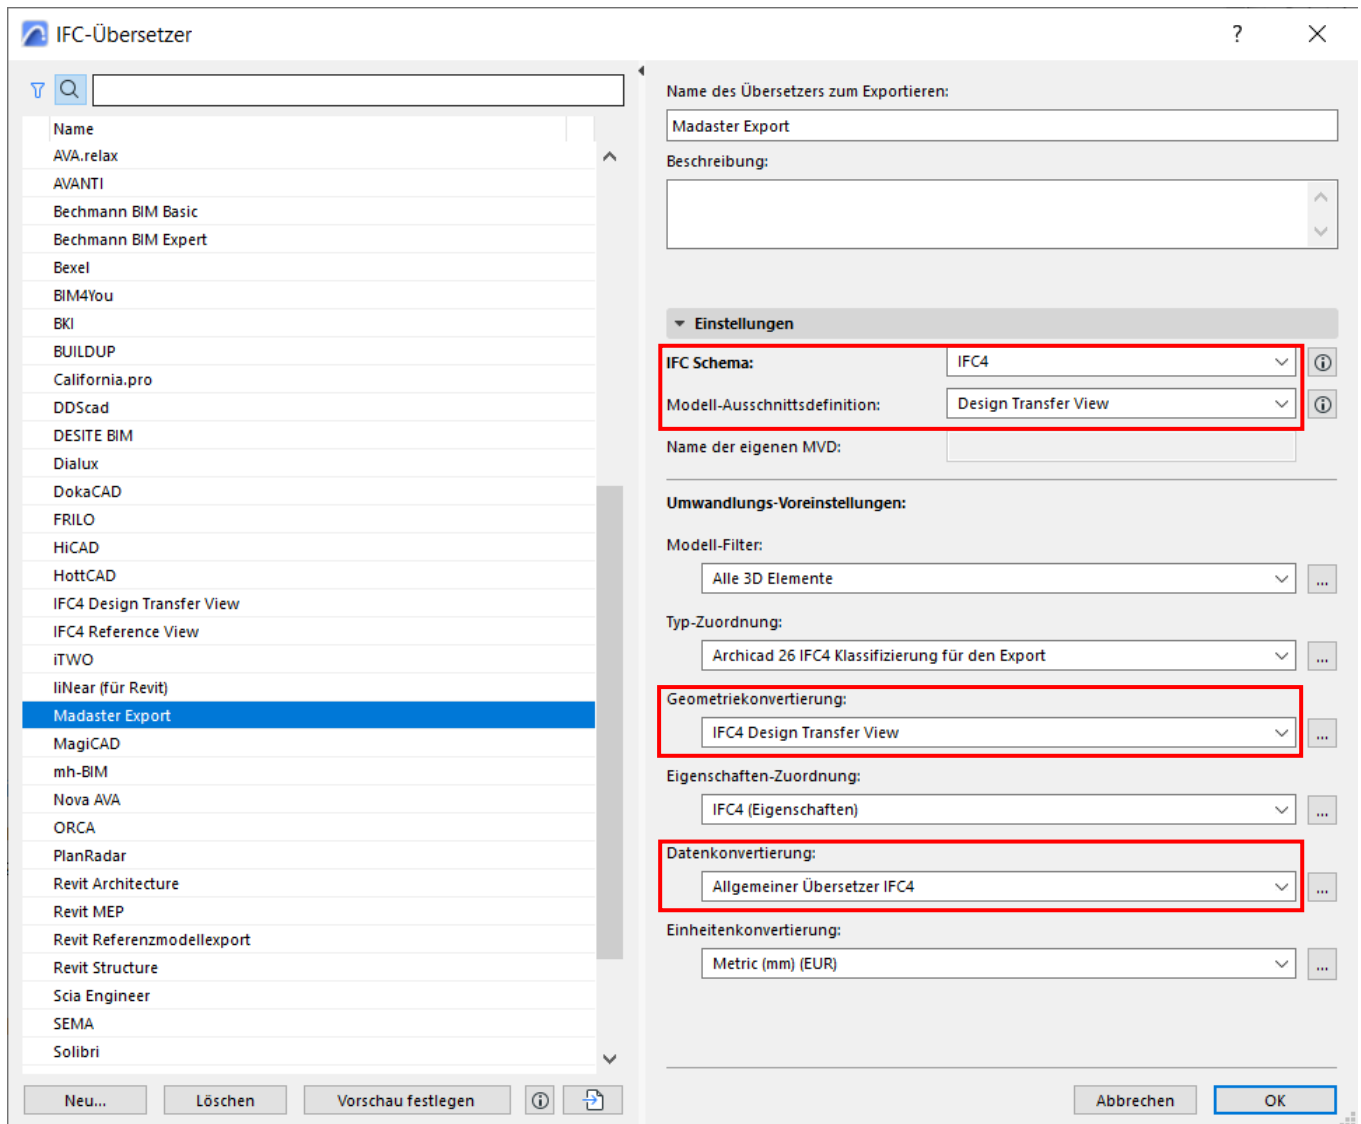 IFC-Übersetzer
?
Name
AVA.relax
AVANTI
Bechmann BIM Basic
Bechmann BIM Expert
Bexel
BIM4You
BKI
BUILDUP
California.pro
DDScad
DESITE BIM
Dialux
DokaCAD
FRILO
HiCAD
HottCAD
IFC4 Design Transfer View
IFC4 Reference View
iTWO
liNear (für Revit)
Madaster Export
MagiCAD
mh-BIM
Nova AVA
ORCA
PlanRadar
Revit Architecture
Revit MEP
Revit Referenzmodellexport
Revit Structure
Scia Engineer
SEMA
Solibri
Neu...
Löschen
Vorschau festlegen
Name des Übersetzers zum Exportieren:
Madaster Export
Beschreibung:
Einstellungen
IFC Schema: IFC4
Modell-Ausschnittsdefinition: Design Transfer View
Name der eigenen MVD:
Umwandlungs-Voreinstellungen:
Modell-Filter:
Alle 3D Elemente ...
Typ-Zuordnung:
Archicad 26 IFC4 Klassifizierung für den Export ...
Geometriekonvertierung:
IFC4 Design Transfer View ...
Eigenschaften-Zuordnung:
IFC4 (Eigenschaften) ...
Datenkonvertierung:
Allgemeiner Übersetzer IFC4 ...
Einheitenkonvertierung:
Metric (mm) (EUR) ...
Abbrechen
OK